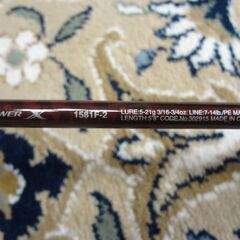 WER X 1581F-2 LURE:5-21g 3/16-3/4oz. LINE:7-14lb./PE MA
LENGTH:5'8" CODE.No.302915 MADE IN C